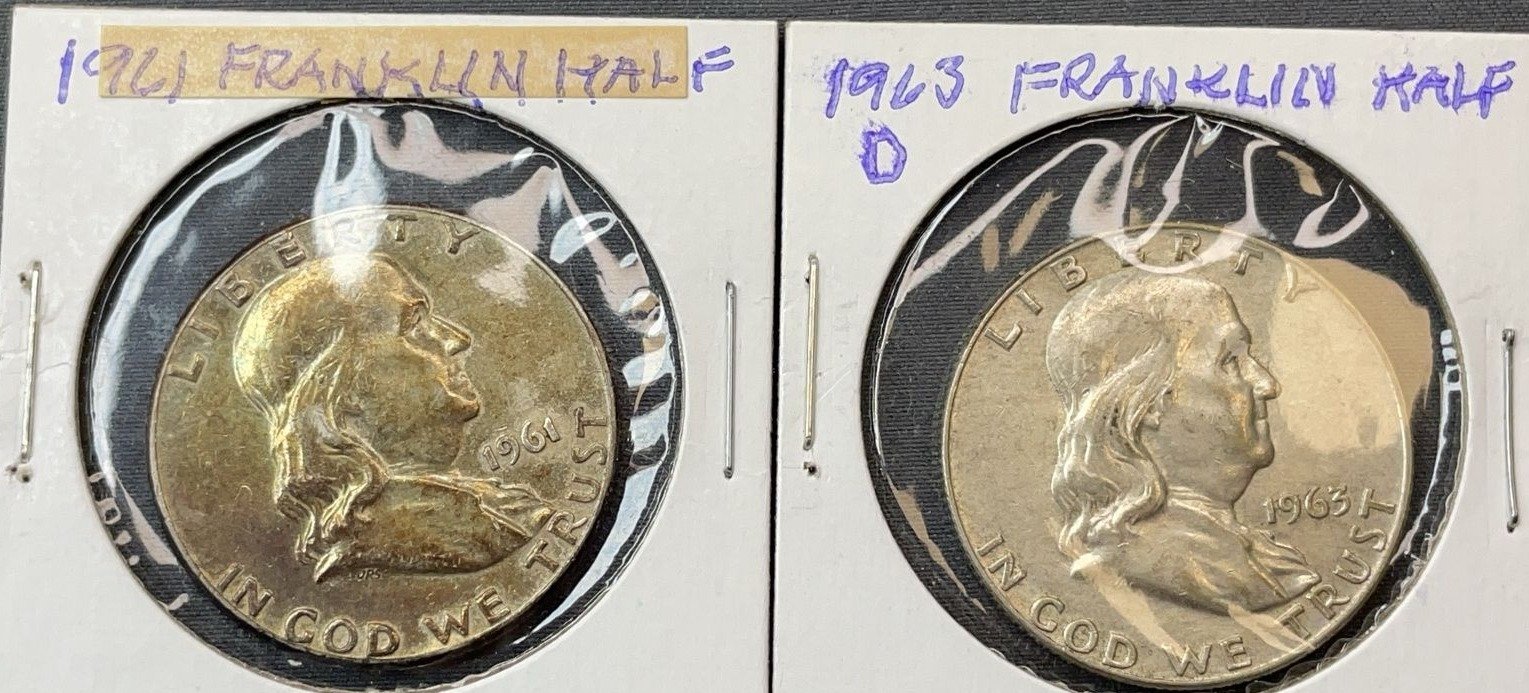 1961 FRANKLIN HALF
LIBERTY
1961
IN GOD WE TRUST
1963 FRANKLIN HALF
D
LIBERTY
1963
IN GOD WE TRUST